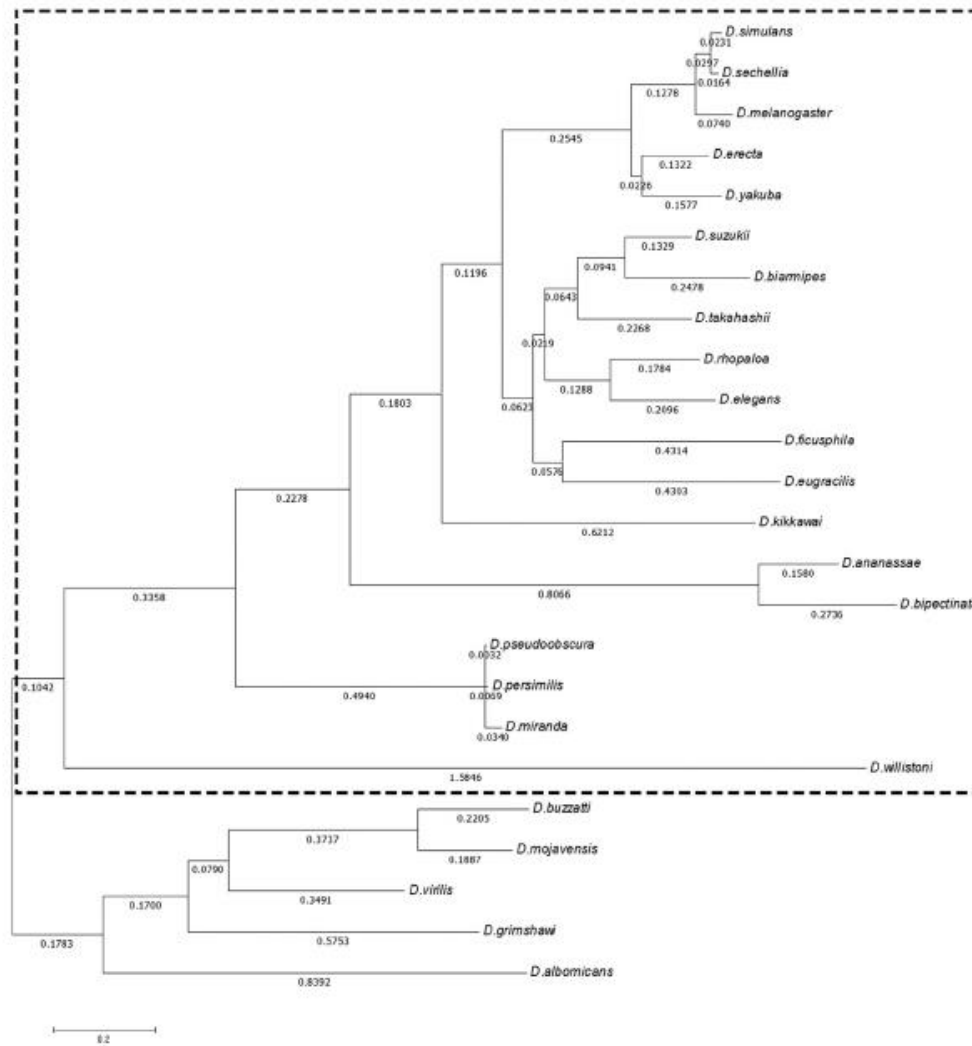 D.simulans
0.0231
0.0297
D.sechellia
0.0164
0.1278
D.melanogaster
0.0740
0.2545
D.erecta
0.1322
0.0226
D.yakuba
0.1577
D.suzukii
0.1329
0.0941
D.biarmipes
0.2478
0.1196
0.0643
D.takahashii
0.2268
0.0219
D.rhopaloa
0.1784
0.1288
D.elegans
0.2096
0.1803
0.0623
D.ficusphila
0.4314
0.0576
D.eugracilis
0.4303
0.2278
D.kikkawai
0.6212
D.ananassae
0.1580
0.8066
D.bipectinat
0.2736
0.3358
D.pseudoobscura
0.0032
D.persimilis
0.0069
0.4940
D.miranda
0.0340
0.1042
D.willistoni
1.5846
D.buzzatti
0.2205
0.3717
D.mojavensis
0.1887
0.0790
D.virilis
0.3491
0.1700
D.grimshawi
0.5753
0.1783
D.albomicans
0.8392
0.2